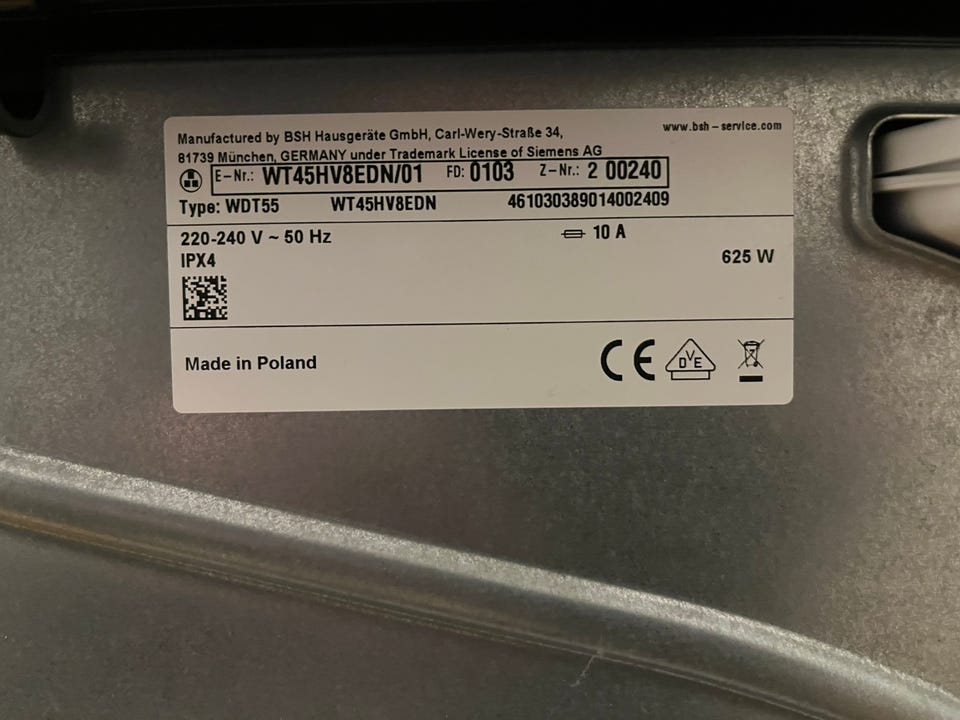 Manufactured by BSH Hausgeräte GmbH, Carl-Wery-Straße 34,
www.bsh-service.com
81739 München, GERMANY under Trademark License of Siemens AG
E-Nr.: WT45HV8EDN/01 FD: 0103 Z-Nr.: 2 00240
Type: WDT55 WT45HV8EDN 461030389014002409
220-240 V ~ 50 Hz 10 A
IPX4 625 W
Made in Poland CE DVE